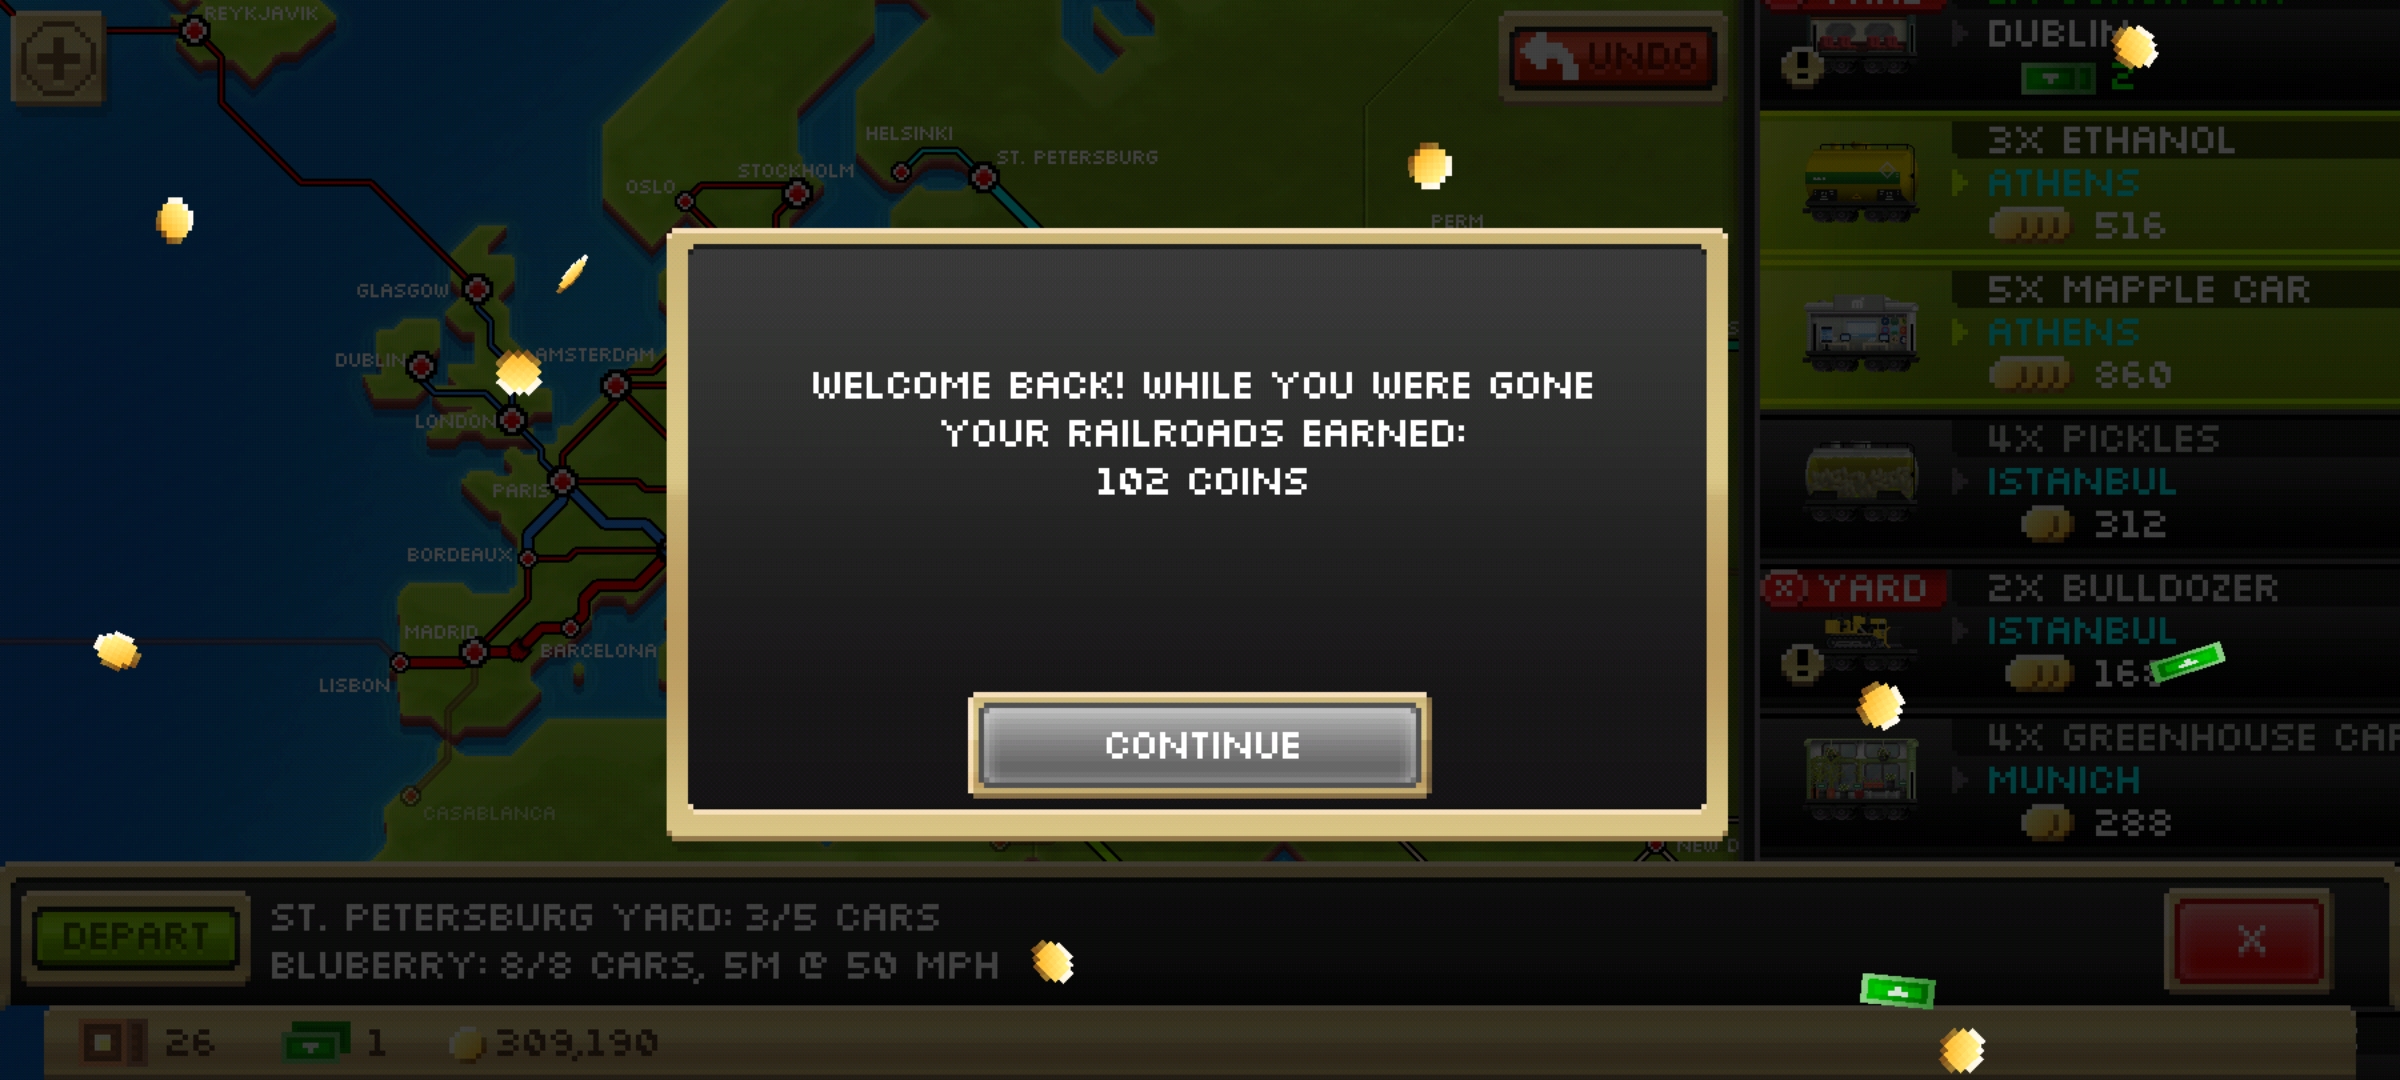 REYKJAVIK
UNDO
HELSINKI
ST. PETERSBURG
STOCKHOLM
OSLO
PERM
GLASGOW
DUBLIN
AMSTERDAM
LONDON
PARIS
BORDEAUX
MADRID
BARCELONA
LISBON
CASABLANCA
WELCOME BACK! WHILE YOU WERE GONE
YOUR RAILROADS EARNED:
102 COINS
CONTINUE
DUBLIN
2
3X ETHANOL
ATHENS
516
5X MAPPLE CAR
ATHENS
860
4X PICKLES
ISTANBUL
312
YARD
2X BULLDOZER
ISTANBUL
4X GREENHOUSE CAR
MUNICH
288
NEW D
DEPART
ST. PETERSBURG YARD: 3/5 CARS
BLUBERRY: 8/8 CARS, 5M @ 50 MPH
X
26
1
309,190